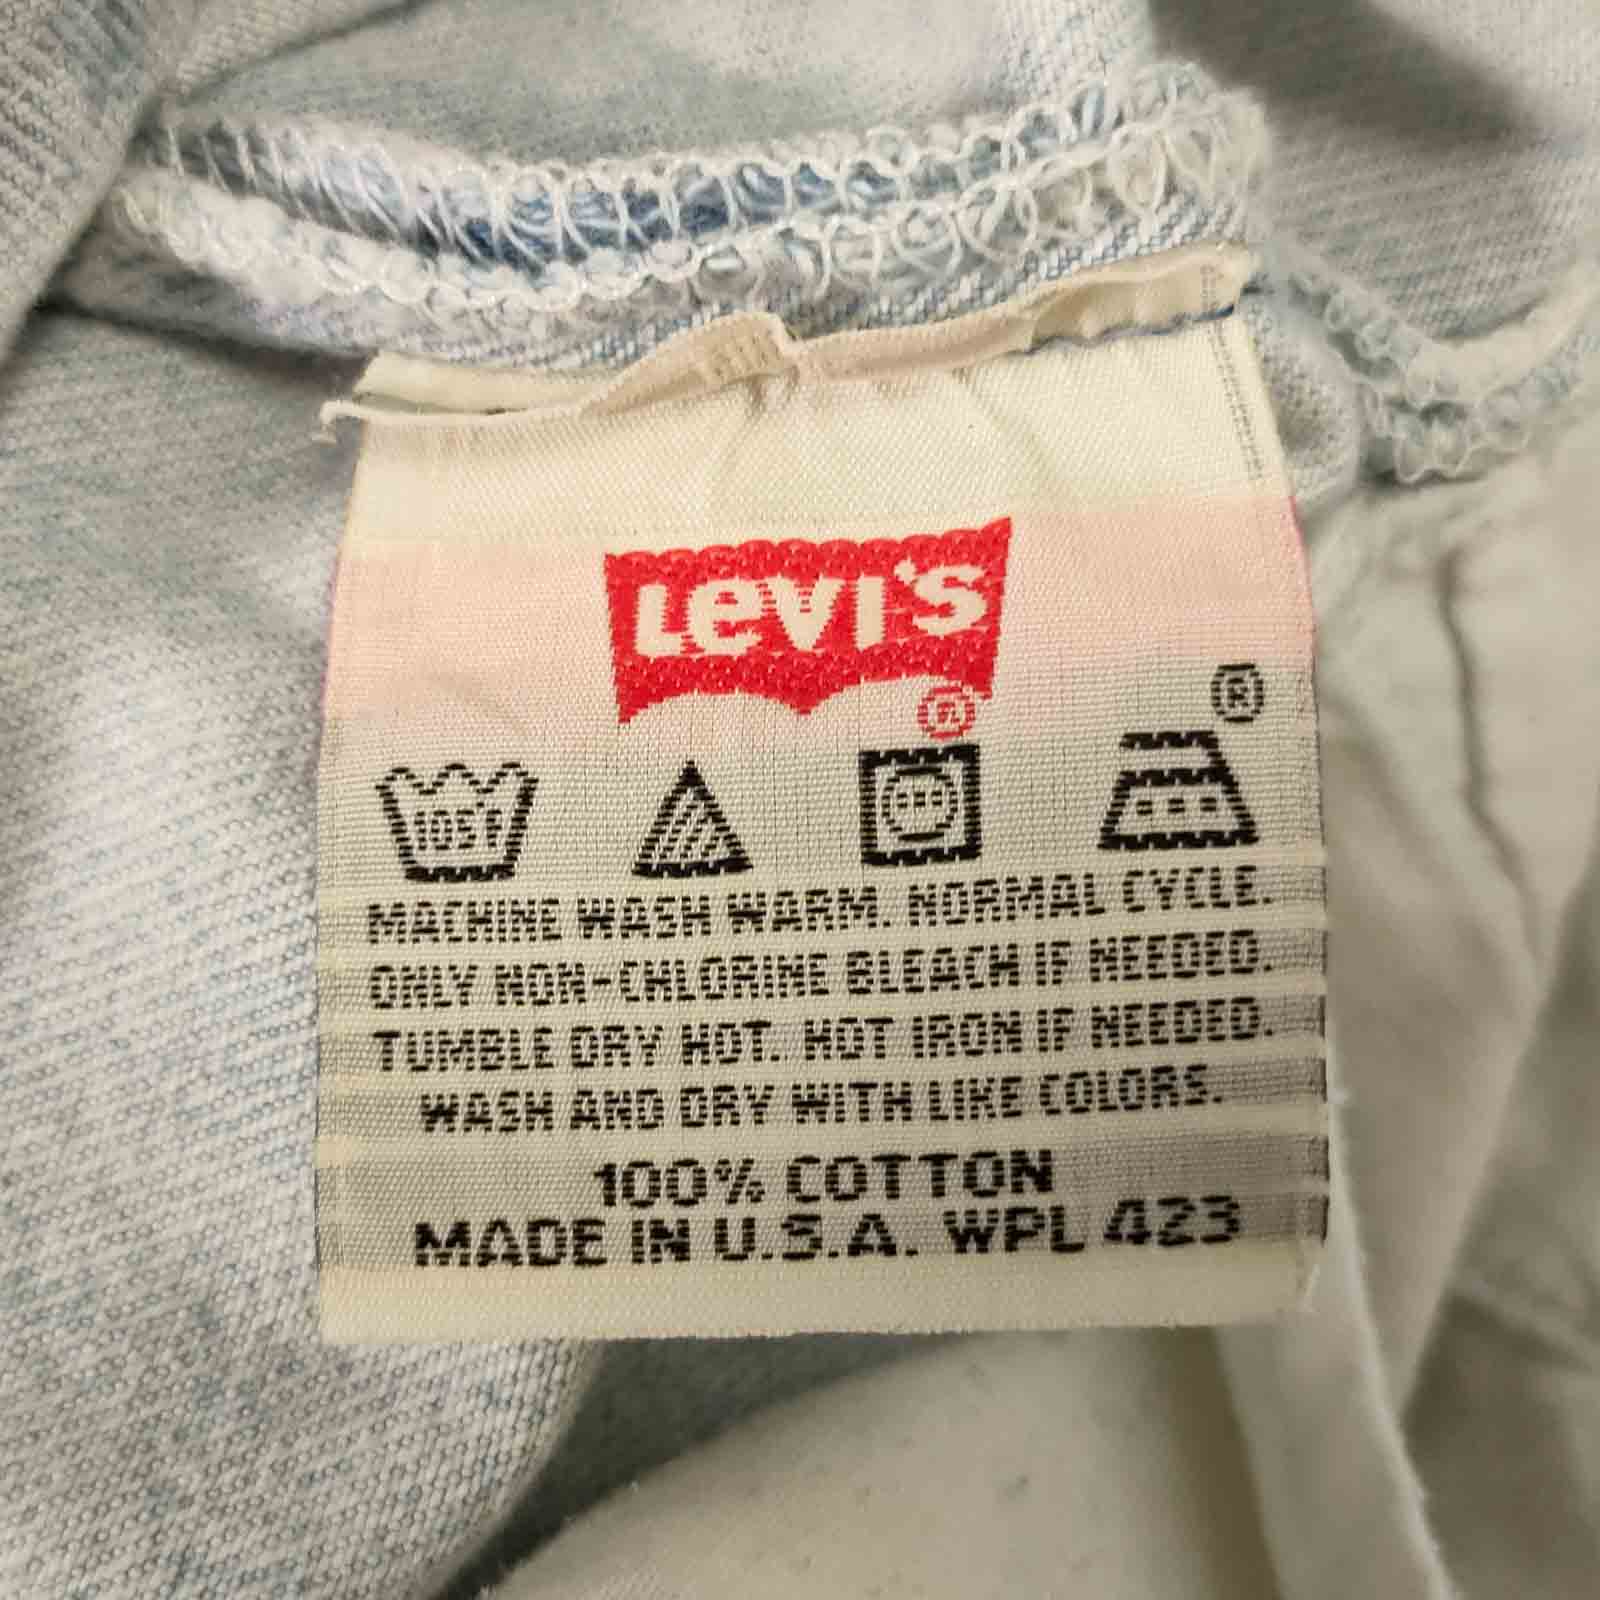 LEVI'S
®
®
105°F
MACHINE WASH WARM. NORMAL CYCLE.
ONLY NON-CHLORINE BLEACH IF NEEDED.
TUMBLE DRY HOT. HOT IRON IF NEEDED.
WASH AND DRY WITH LIKE COLORS.
100% COTTON
MADE IN U.S.A. WPL 423